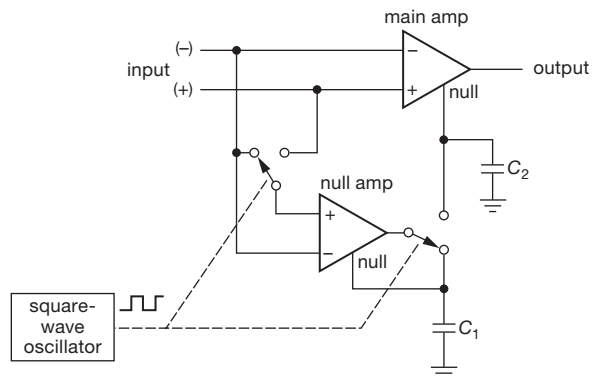 main amp
(–)
input
(+)
–
+
output
null
C2
null amp
+
–
null
square-
wave
oscillator
C1